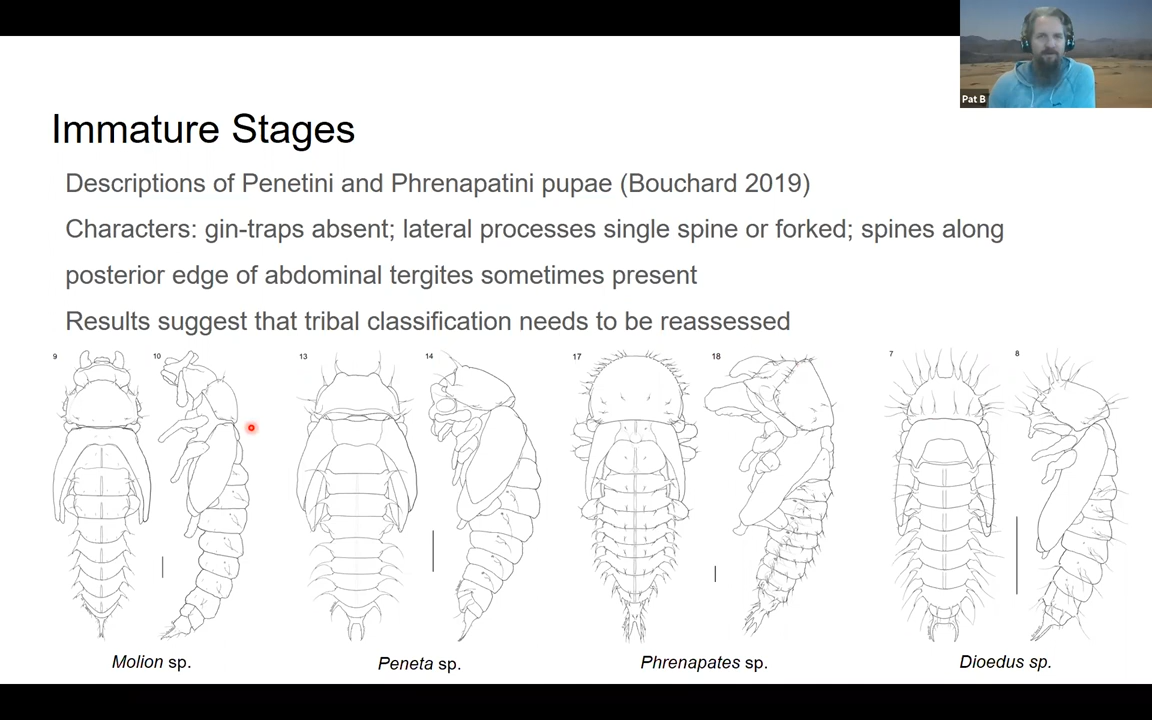 Pat B
Immature Stages
Descriptions of Penetini and Phrenapatini pupae (Bouchard 2019)
Characters: gin-traps absent; lateral processes single spine or forked; spines along
posterior edge of abdominal tergites sometimes present
Results suggest that tribal classification needs to be reassessed
9 10 13 14 17 18 7 8
Molion sp. Peneta sp. Phrenapates sp. Dioedus sp.